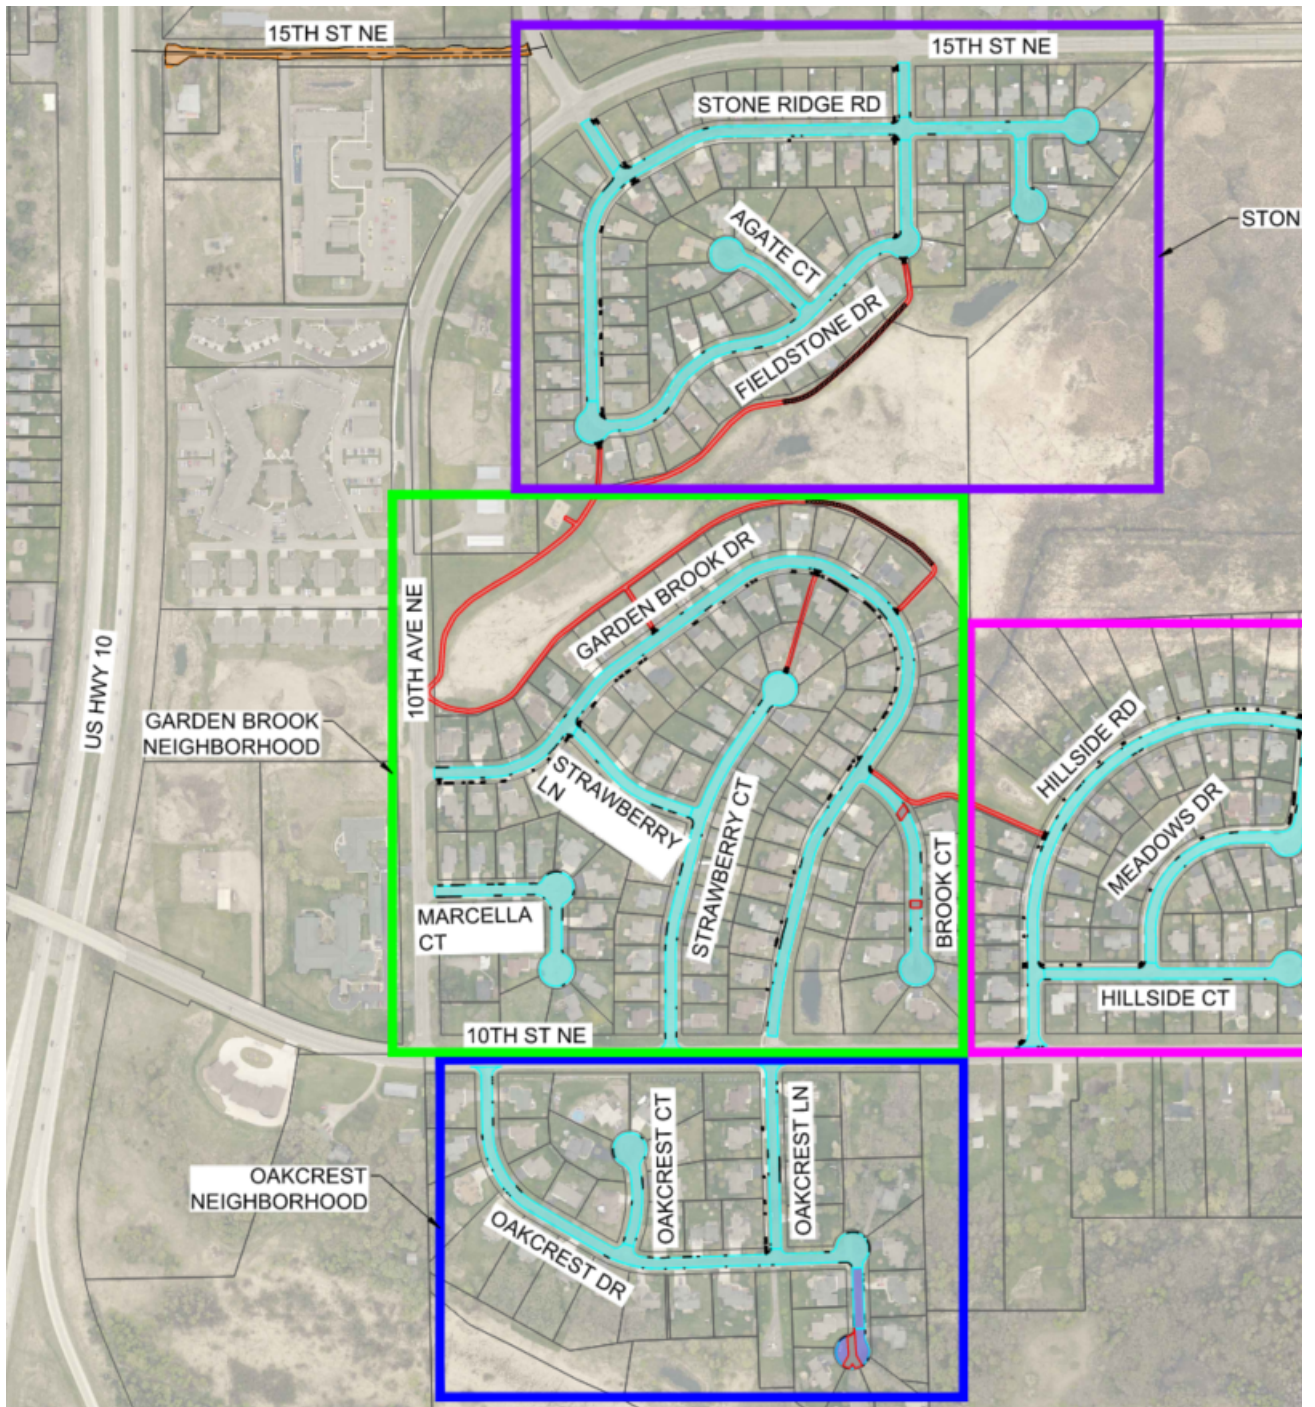 15TH ST NE
15TH ST NE
STONE RIDGE RD
STON
AGATE CT
FIELDSTONE DR
GARDEN BROOK DR
10TH AVE NE
US HWY 10
GARDEN BROOK
NEIGHBORHOOD
STRAWBERRY
LN
STRAWBERRY CT
HILLSIDE RD
MEADOWS DR
BROOK CT
MARCELLA
CT
HILLSIDE CT
10TH ST NE
OAKCREST CT
OAKCREST LN
OAKCREST
NEIGHBORHOOD
OAKCREST DR